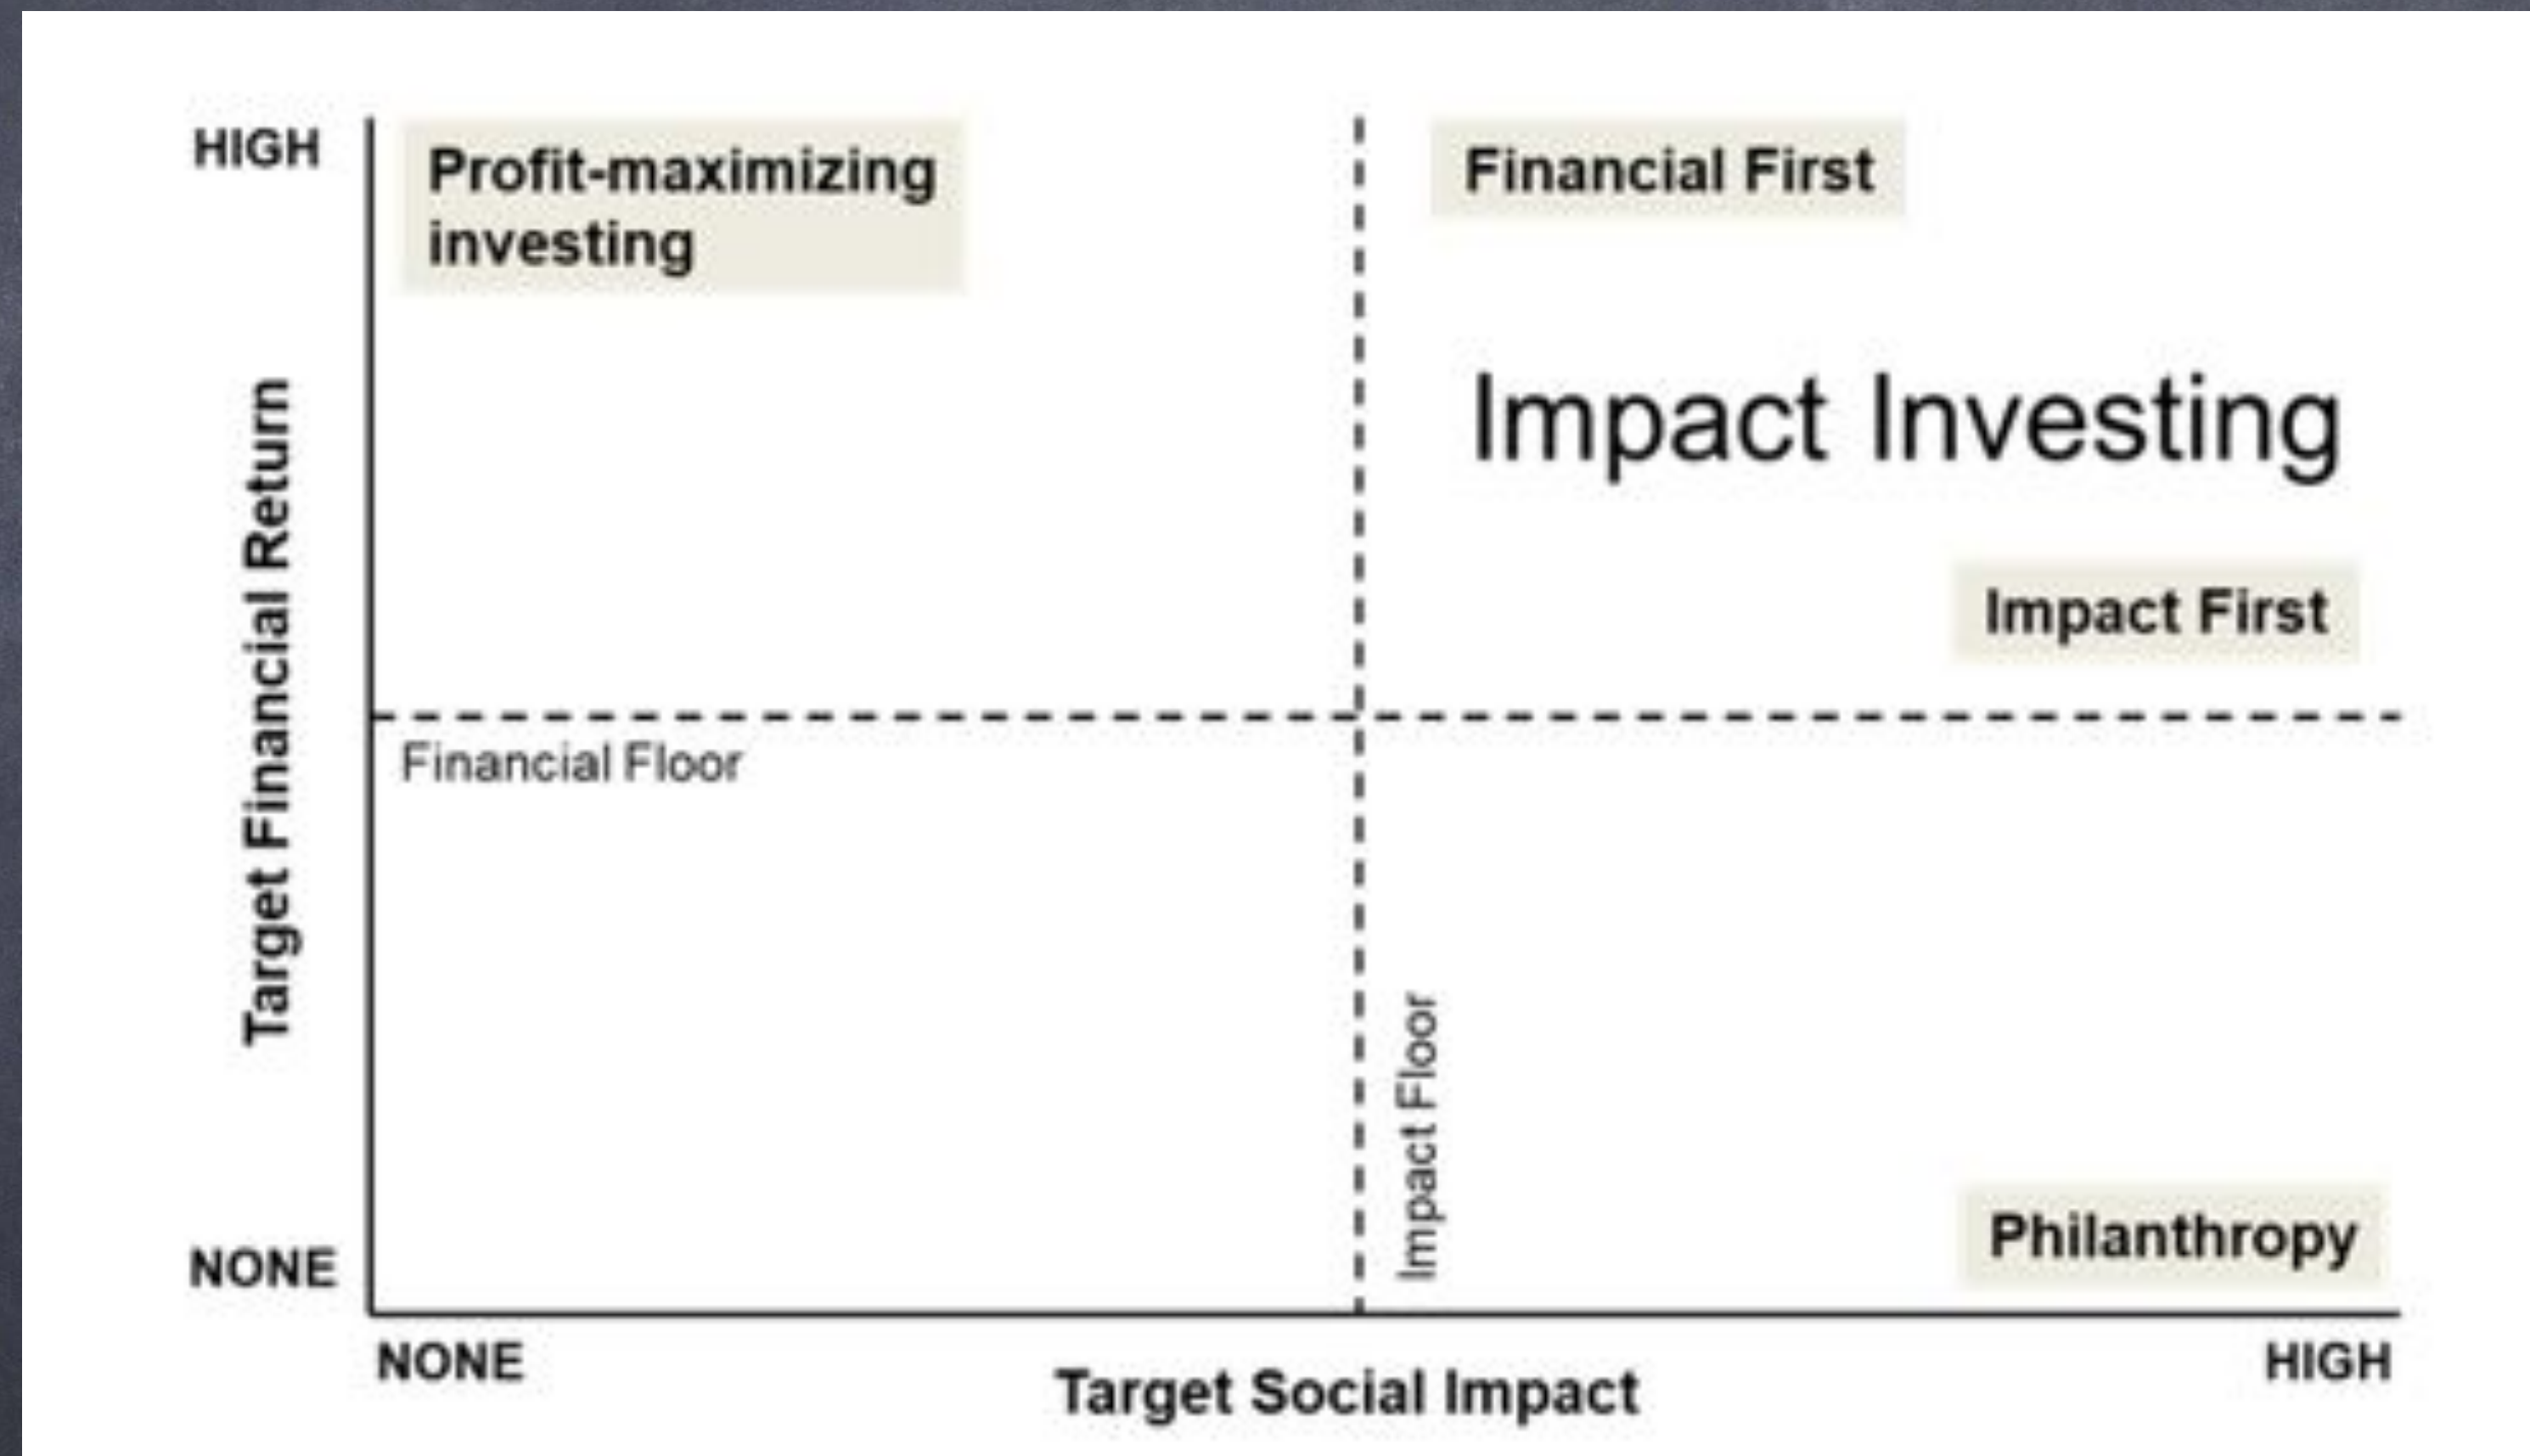 HIGH
Profit-maximizing
investing
Financial First
Impact Investing
Impact First
Target Financial Return
Financial Floor
Impact Floor
Philanthropy
NONE
NONE
HIGH
Target Social Impact